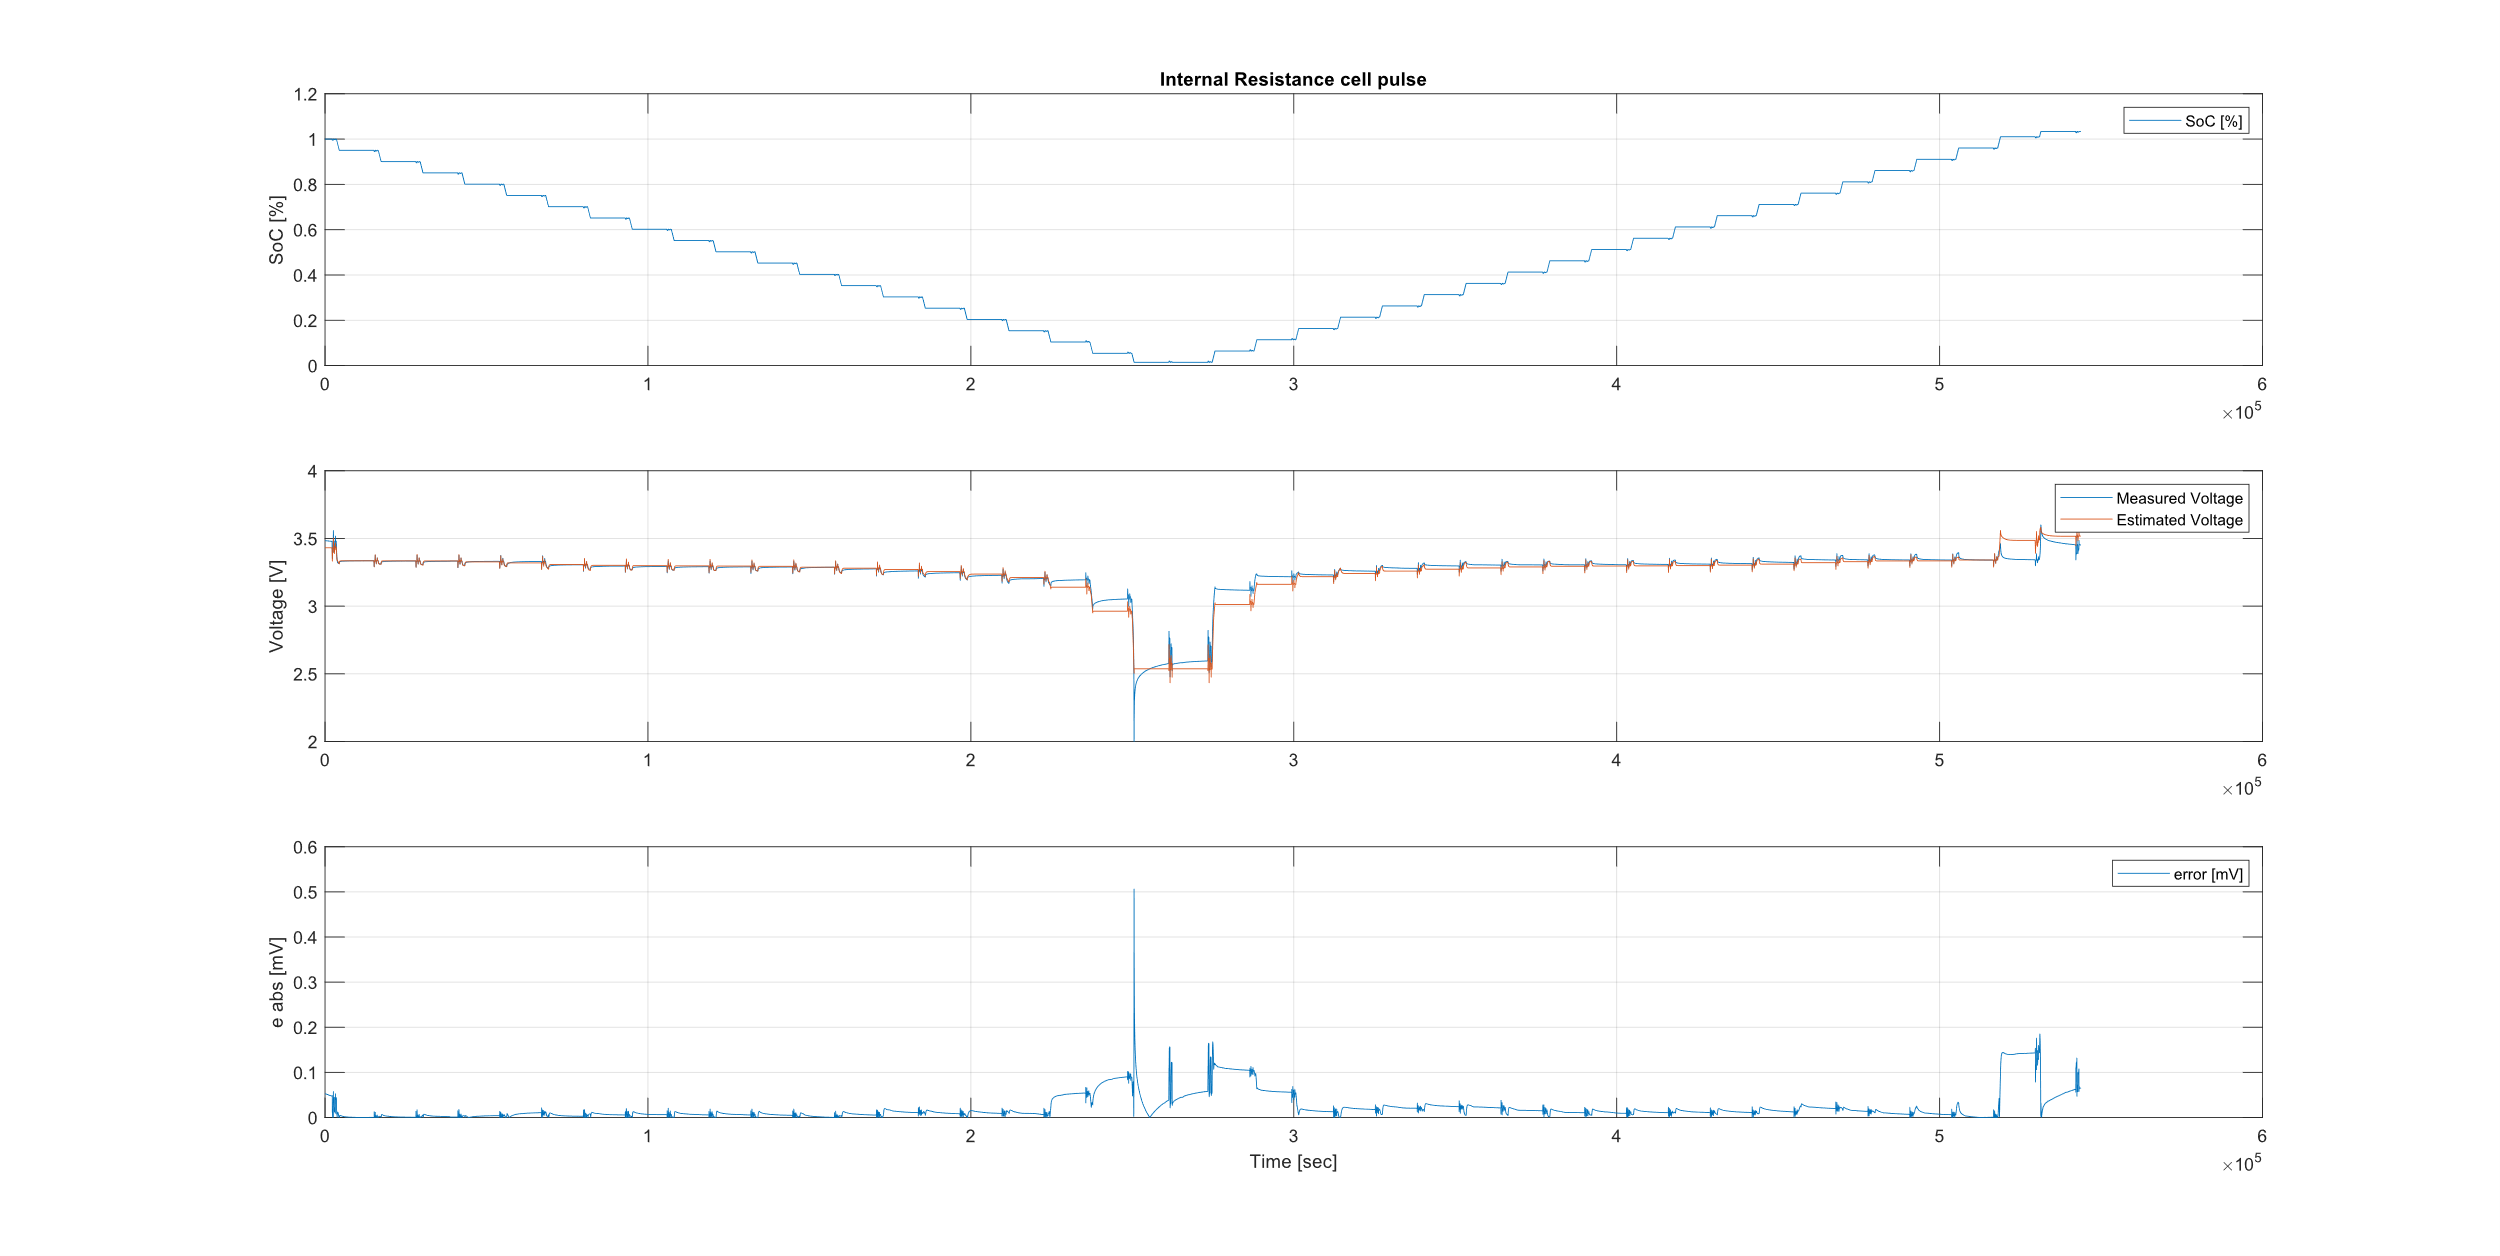 Internal Resistance cell pulse
1.2
1
0.8
0.6
0.4
0.2
0
SoC [%]
SoC [%]
0 1 2 3 4 5 6
×10^5
4
3.5
3
2.5
2
Voltage [V]
Measured Voltage
Estimated Voltage
0 1 2 3 4 5 6
×10^5
0.6
0.5
0.4
0.3
0.2
0.1
0
e abs [mV]
error [mV]
0 1 2 3 4 5 6
Time [sec]
×10^5